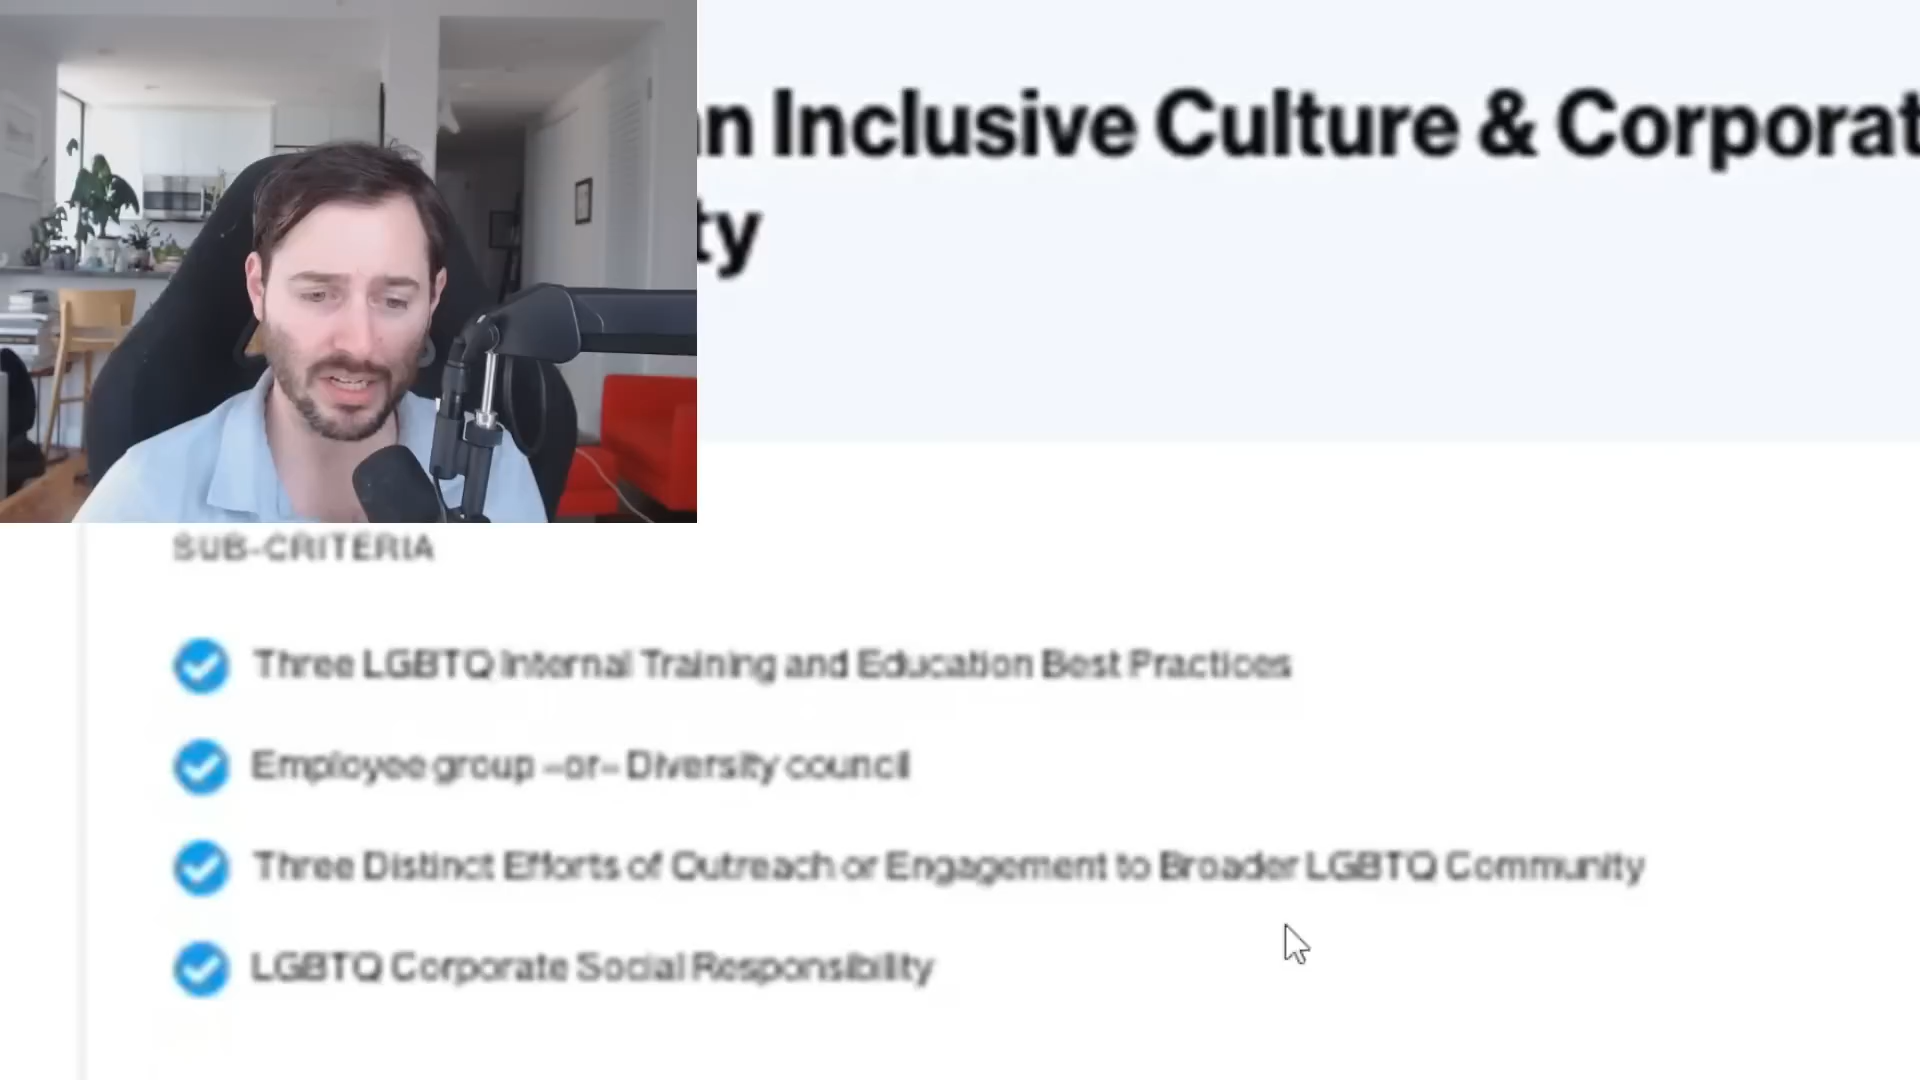 an Inclusive Culture & Corporat
ty
SUB-CRITERIA
Three LGBTQ Internal Training and Education Best Practices
Employee group –or– Diversity council
Three Distinct Efforts of Outreach or Engagement to Broader LGBTQ Community
LGBTQ Corporate Social Responsibility